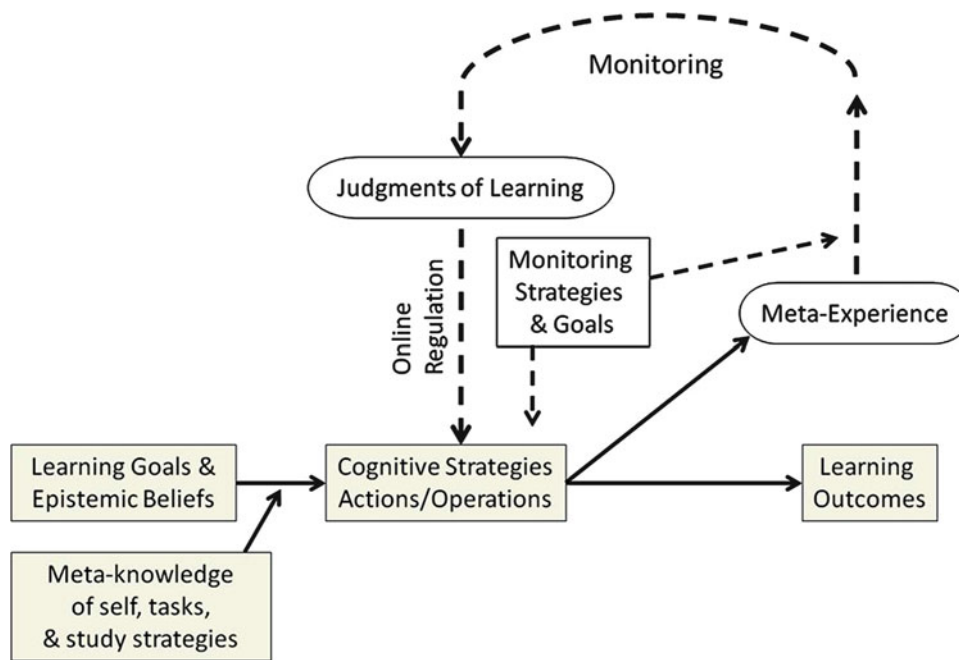 Monitoring
Judgments of Learning
Monitoring
Strategies
& Goals
Online
Regulation
Meta-Experience
Learning Goals &
Epistemic Beliefs
Cognitive Strategies
Actions/Operations
Learning
Outcomes
Meta-knowledge
of self, tasks,
& study strategies